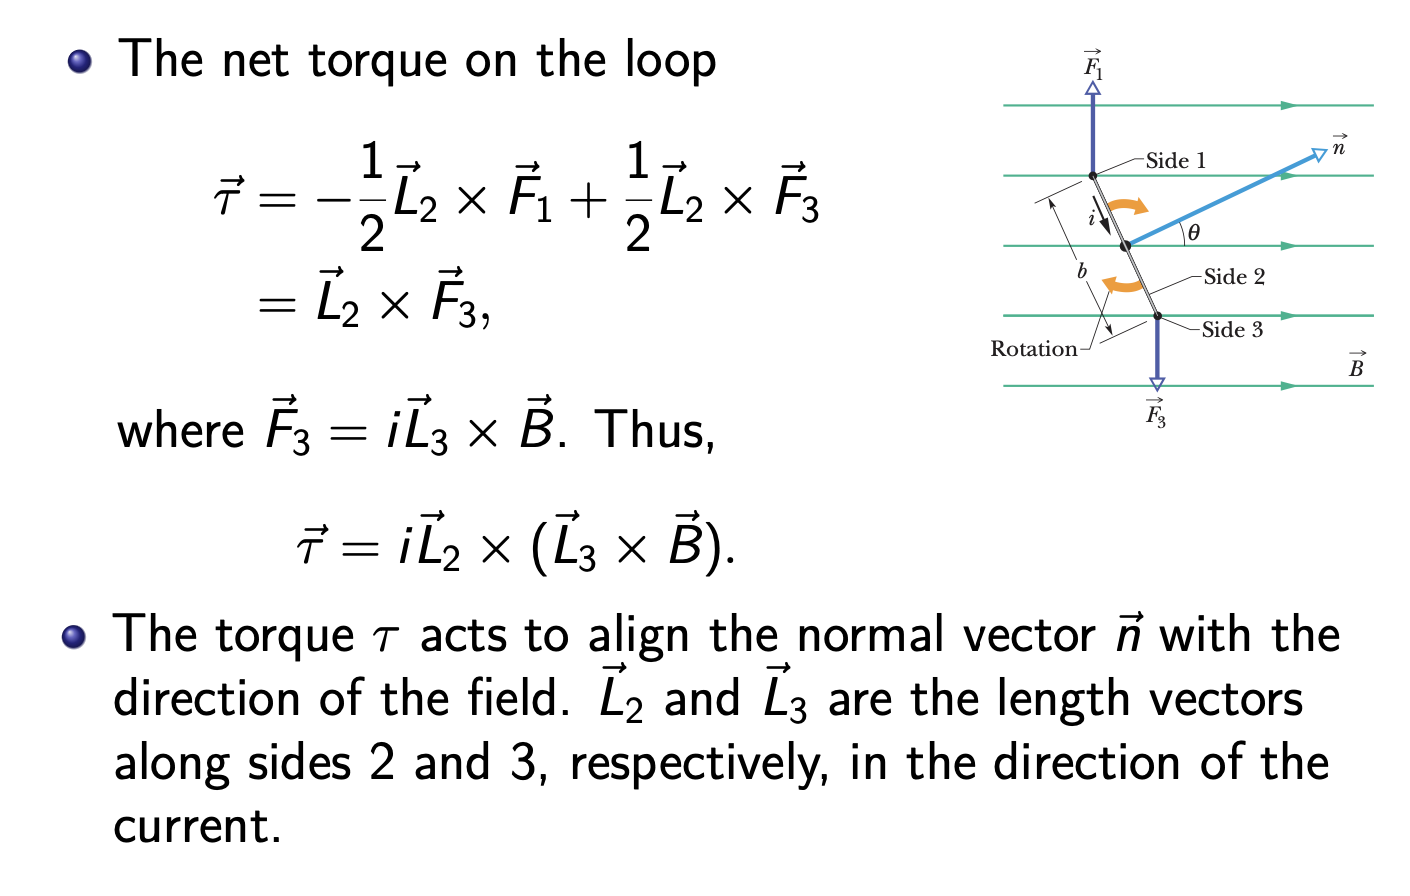 The net torque on the loop
$\vec{\tau} = -\frac{1}{2}\vec{L}_2 \times \vec{F}_1 + \frac{1}{2}\vec{L}_2 \times \vec{F}_3$
$= \vec{L}_2 \times \vec{F}_3,$
where $\vec{F}_3 = i\vec{L}_3 \times \vec{B}$. Thus,
$\vec{\tau} = i\vec{L}_2 \times (\vec{L}_3 \times \vec{B}).$
The torque $\tau$ acts to align the normal vector $\vec{n}$ with the
direction of the field. $\vec{L}_2$ and $\vec{L}_3$ are the length vectors
along sides 2 and 3, respectively, in the direction of the
current.
$\vec{F}_1$
$\vec{n}$
Side 1
i
θ
b
Side 2
Side 3
Rotation
$\vec{B}$
$\vec{F}_3$